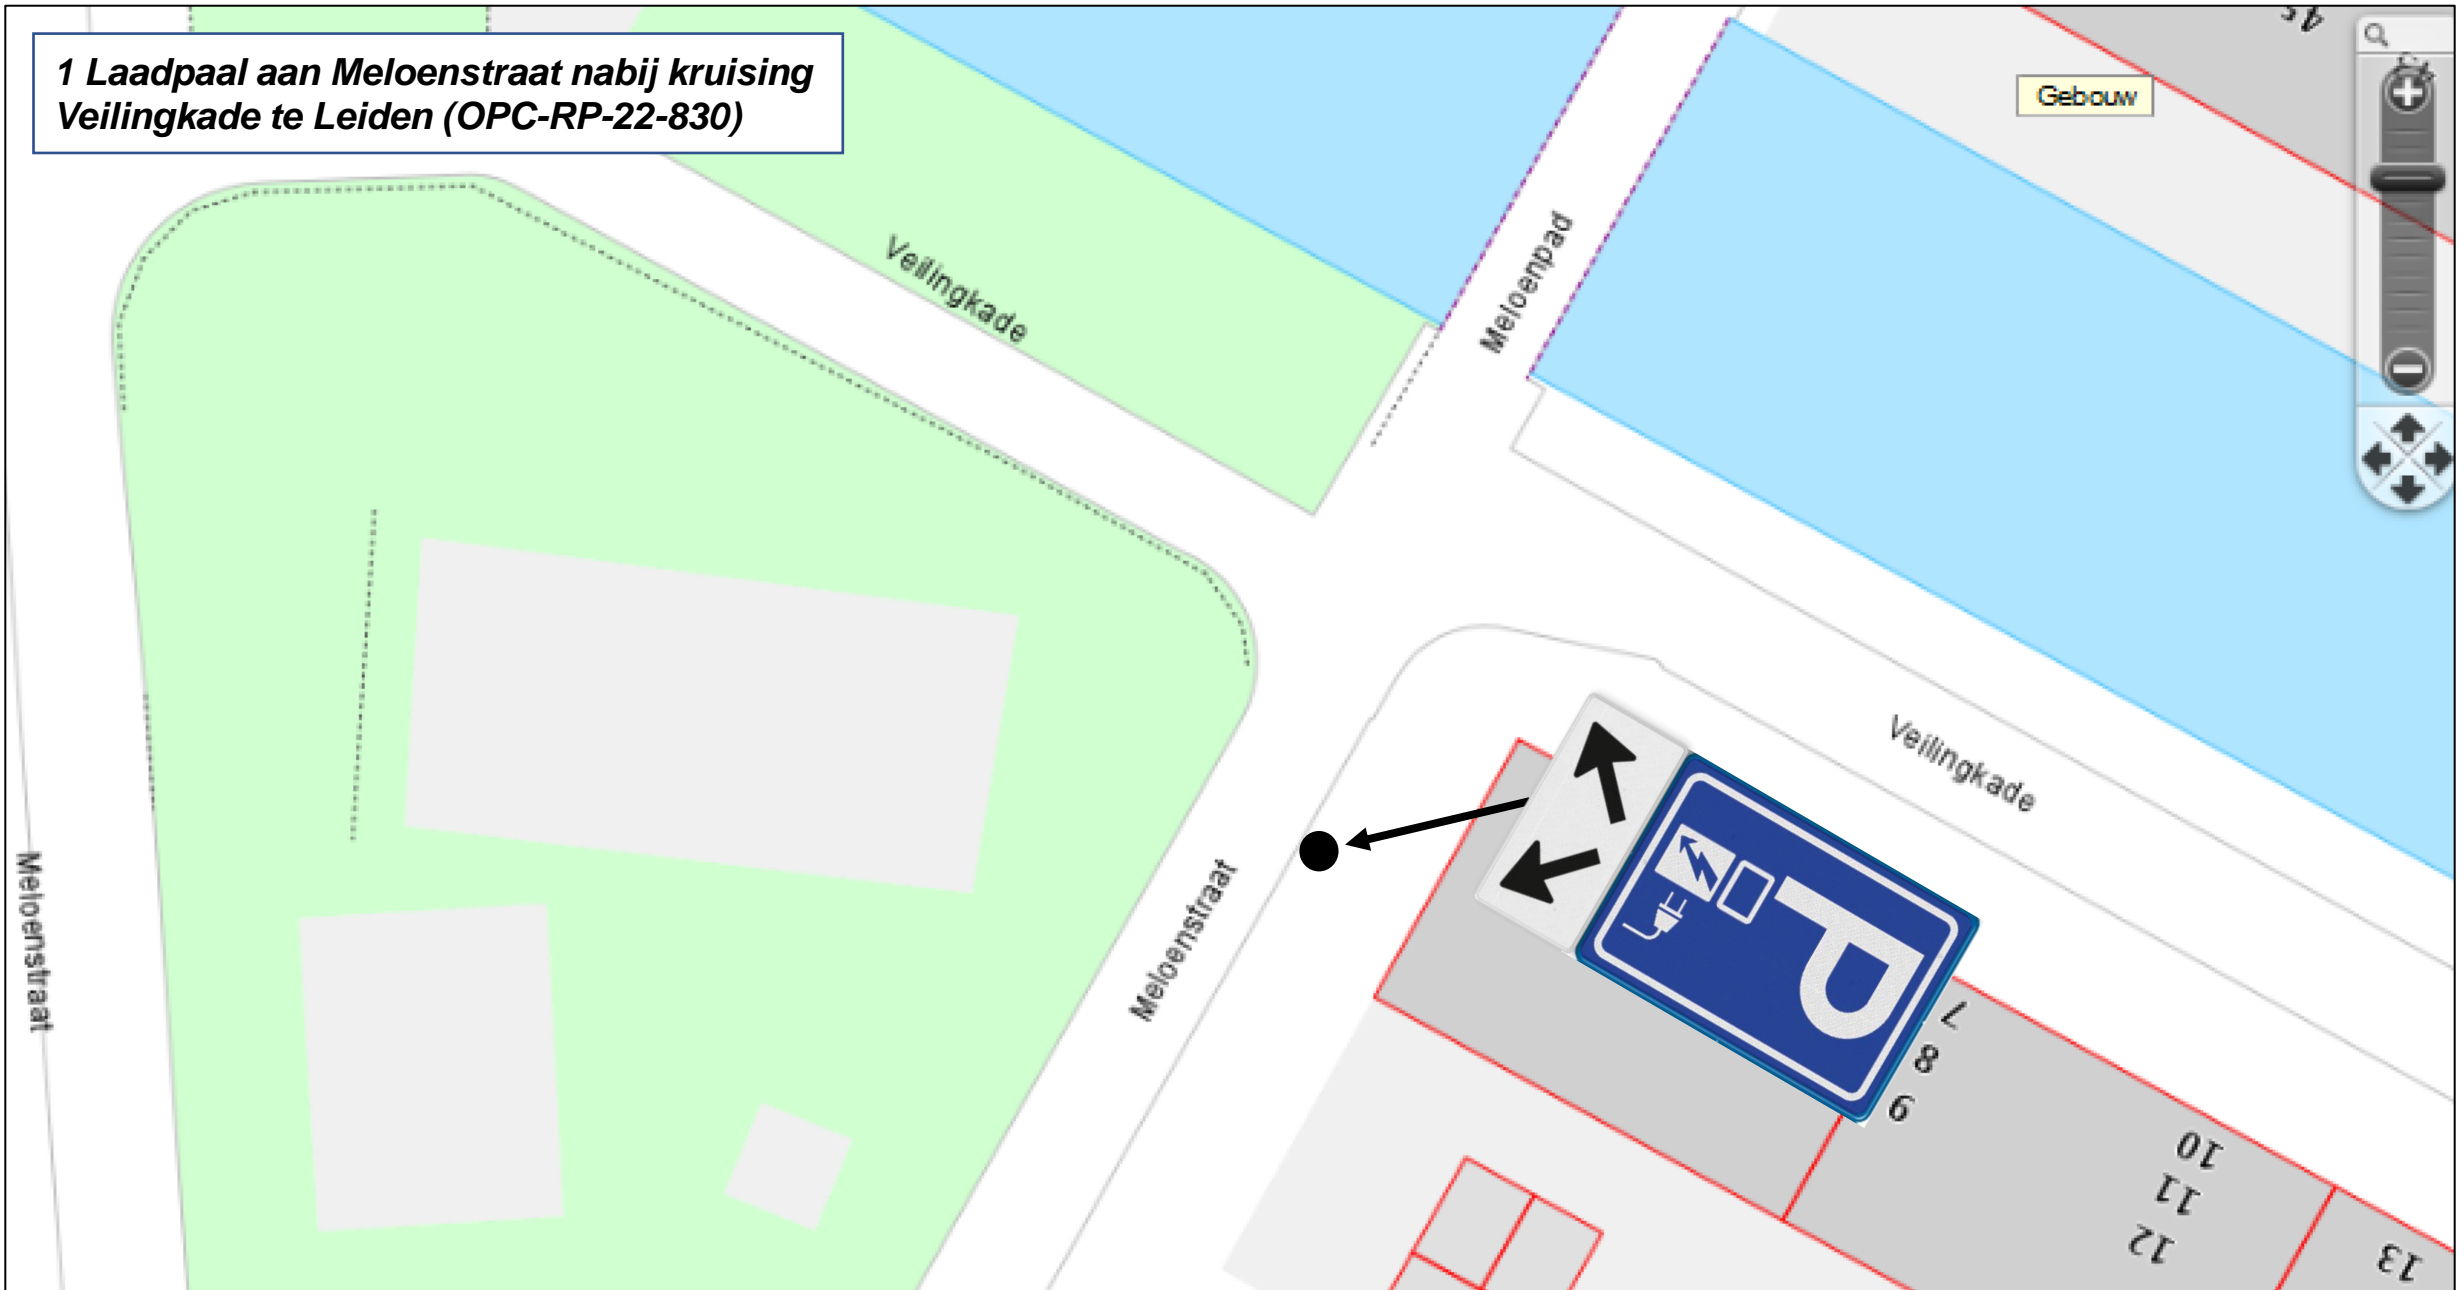 1 Laadpaal aan Meloenstraat nabij kruising
Veilingkade te Leiden (OPC-RP-22-830)
45
Gebouw
Veilingkade
Meloenpad
Veilingkade
Meloenstraat
Meloenstraat
P
7
8
9
10
11
12
13